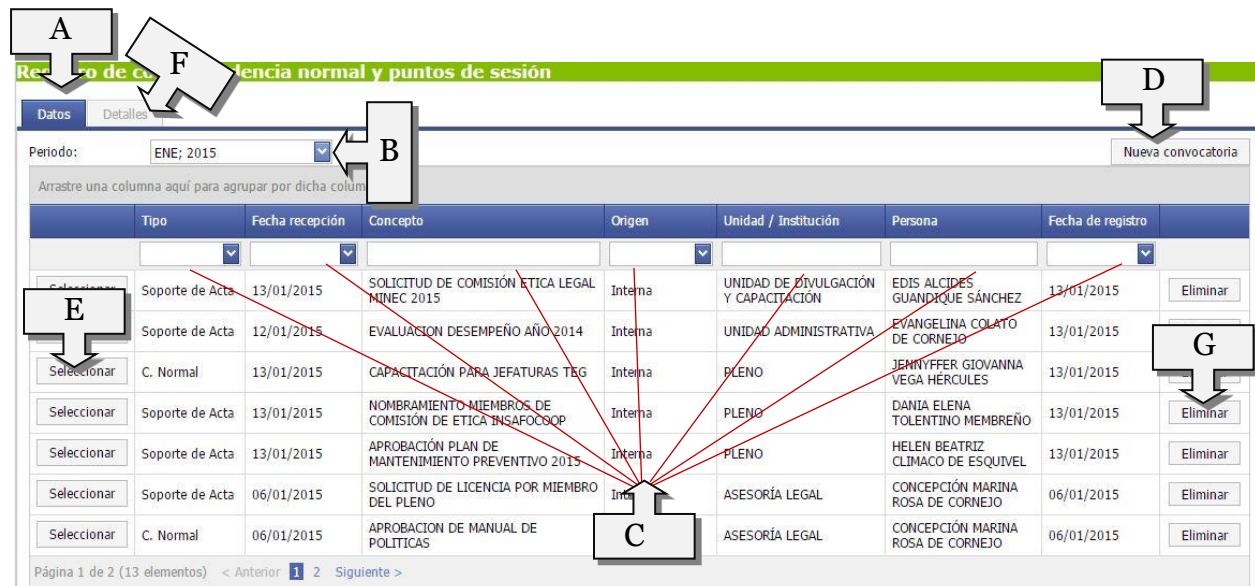 A
F
D
Re ro de c lencia normal y puntos de sesión
Datos Detalles
B
Periodo: ENE; 2015 Nueva convocatoria
Arrastre una columna aquí para agrupar por dicha colum
Tipo Fecha recepción Concepto Origen Unidad / Institución Persona Fecha de registro
Soporte de Acta 13/01/2015 SOLICITUD DE COMISIÓN ETICA LEGAL MINEC 2015 Interna UNIDAD DE DIVULGACIÓN Y CAPACITACIÓN EDIS ALCIDES GUANDIQUE SÁNCHEZ 13/01/2015 Eliminar
E
Soporte de Acta 12/01/2015 EVALUACION DESEMPEÑO AÑO 2014 Interna UNIDAD ADMINISTRATIVA EVANGELINA COLATO DE CORNEJO 13/01/2015
G
Seleccionar C. Normal 13/01/2015 CAPACITACIÓN PARA JEFATURAS TEG Interna PLENO JENNYFFER GIOVANNA VEGA HÉRCULES 13/01/2015
Seleccionar Soporte de Acta 13/01/2015 NOMBRAMIENTO MIEMBROS DE COMISIÓN DE ETICA INSAFOCOOP Interna PLENO DANIA ELENA TOLENTINO MEMBREÑO 13/01/2015 Eliminar
Seleccionar Soporte de Acta 13/01/2015 APROBACIÓN PLAN DE MANTENIMIENTO PREVENTIVO 2015 Interna PLENO HELEN BEATRIZ CLIMACO DE ESQUIVEL 13/01/2015 Eliminar
Seleccionar Soporte de Acta 06/01/2015 SOLICITUD DE LICENCIA POR MIEMBRO DEL PLENO ASESORÍA LEGAL CONCEPCIÓN MARINA ROSA DE CORNEJO 06/01/2015 Eliminar
C
Seleccionar C. Normal 06/01/2015 APROBACION DE MANUAL DE POLITICAS ASESORÍA LEGAL CONCEPCIÓN MARINA ROSA DE CORNEJO 06/01/2015 Eliminar
Página 1 de 2 (13 elementos) < Anterior 1 2 Siguiente >